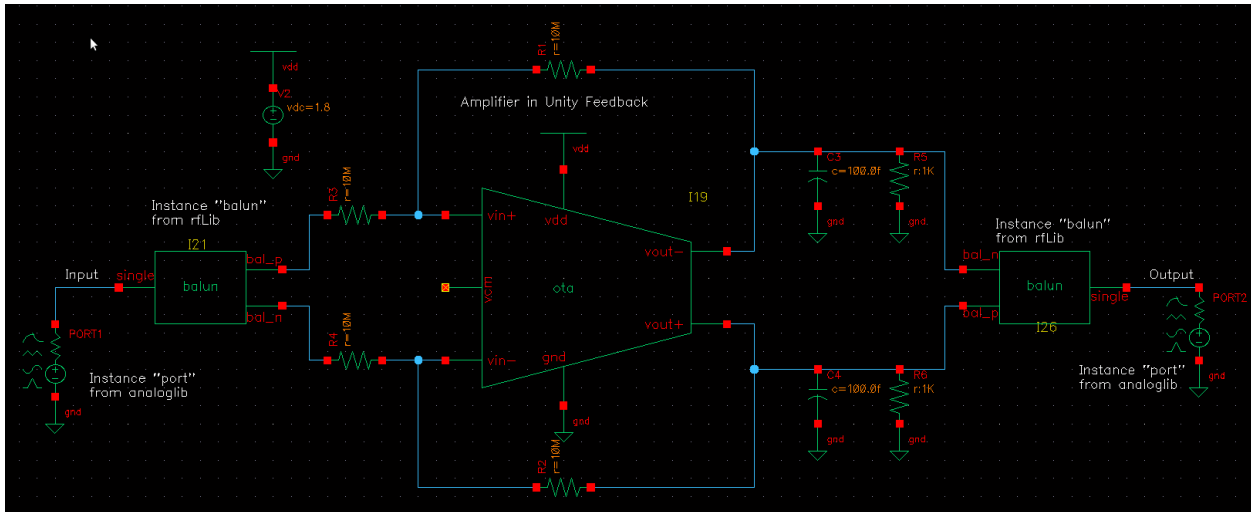 R1
r=10M
vdd
V2
vdc=1.8
gnd
Amplifier in Unity Feedback
vdd
R3
r=10M
Instance "balun"
from rfLib
I21
Input
single
balun
bal_p
bal_n
PORT1
Instance "port"
from analoglib
gnd
R4
r=10M
vin+
vdd
I19
vout-
vcm
ota
vout+
vin-
gnd
gnd
R2
r=10M
C3
c=100.0f
gnd
R5
r:1K
gnd
C4
c=100.0f
gnd
R6
r:1K
gnd
Instance "balun"
from rfLib
bal_n
bal_p
balun
single
I26
Output
PORT2
Instance "port"
from analoglib
gnd